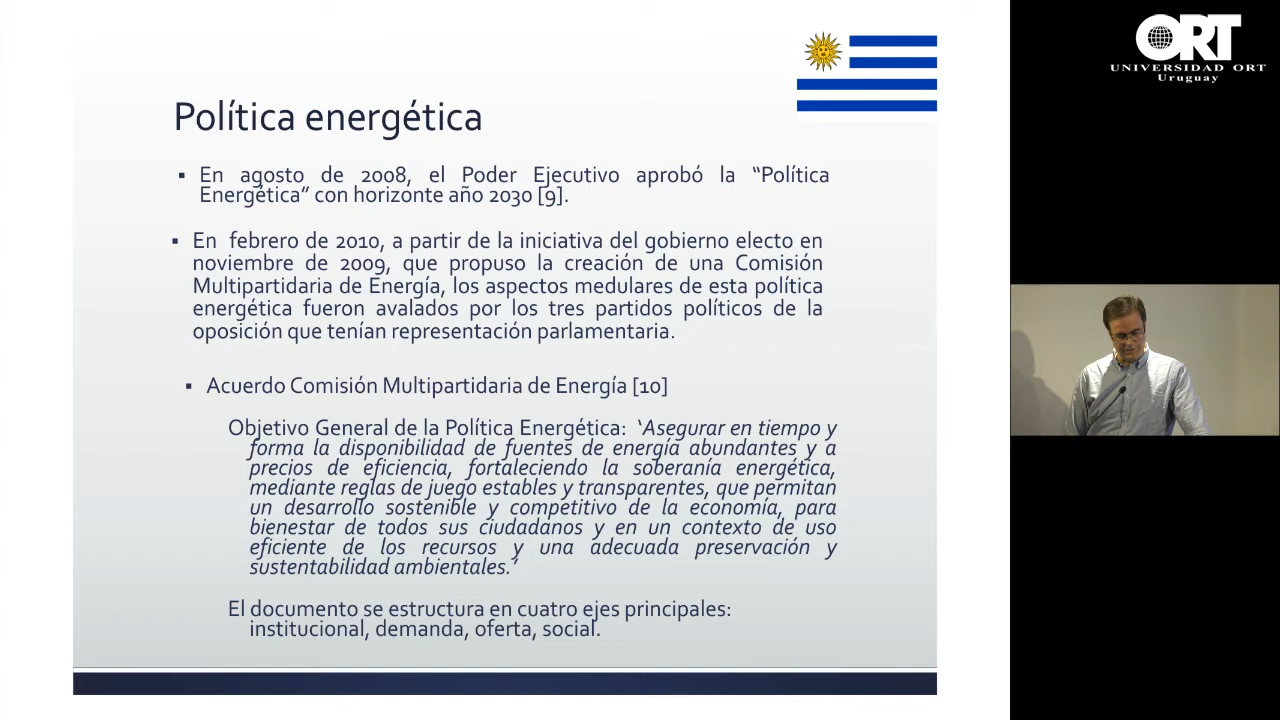 ORT
UNIVERSIDAD ORT
Uruguay
Política energética
▪ En agosto de 2008, el Poder Ejecutivo aprobó la “Política
Energética” con horizonte año 2030 [9].
▪ En febrero de 2010, a partir de la iniciativa del gobierno electo en
noviembre de 2009, que propuso la creación de una Comisión
Multipartidaria de Energía, los aspectos medulares de esta política
energética fueron avalados por los tres partidos políticos de la
oposición que tenían representación parlamentaria.
▪ Acuerdo Comisión Multipartidaria de Energía [10]
Objetivo General de la Política Energética: ‘Asegurar en tiempo y
forma la disponibilidad de fuentes de energía abundantes y a
precios de eficiencia, fortaleciendo la soberanía energética,
mediante reglas de juego estables y transparentes, que permitan
un desarrollo sostenible y competitivo de la economía, para
bienestar de todos sus ciudadanos y en un contexto de uso
eficiente de los recursos y una adecuada preservación y
sustentabilidad ambientales.’
El documento se estructura en cuatro ejes principales:
institucional, demanda, oferta, social.